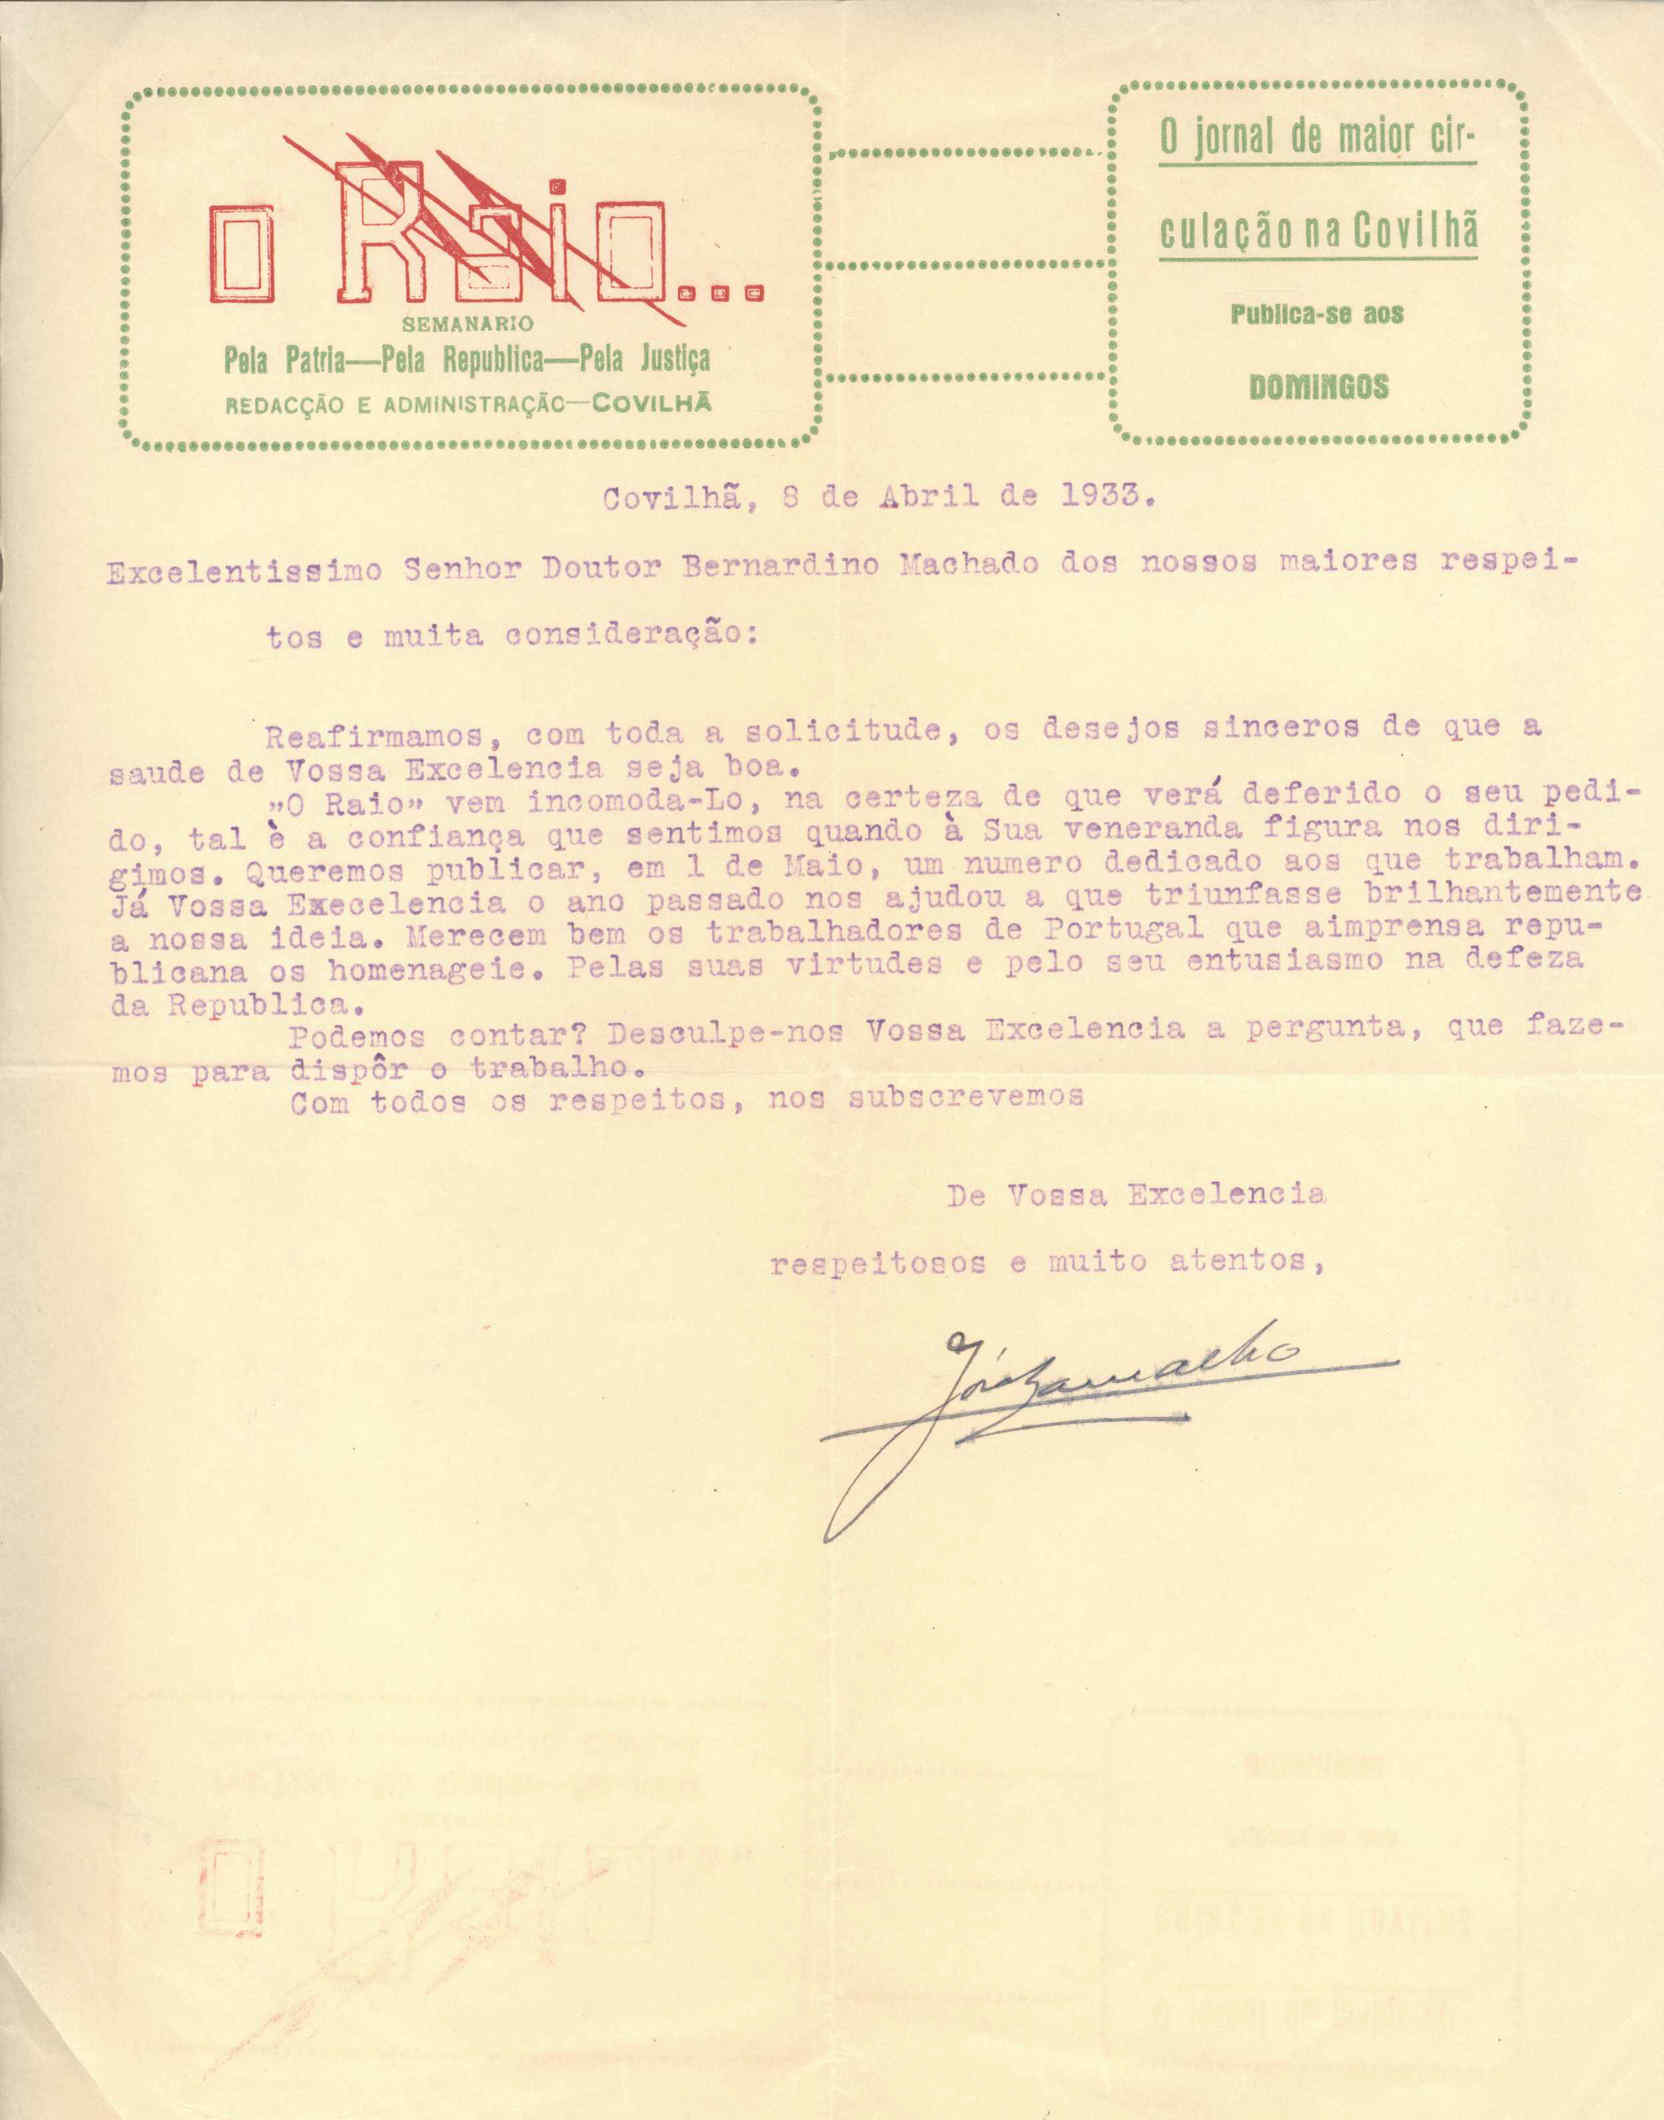 O Raio...
SEMANARIO
Pela Patria—Pela Republica—Pela Justiça
REDACÇÃO E ADMINISTRAÇÃO—COVILHÃ
O jornal de maior cir-
culação na Covilhã
Publica-se aos
DOMINGOS
Covilhã, 8 de Abril de 1933.
Excelentissimo Senhor Doutor Bernardino Machado dos nossos maiores respei-
tos e muita consideração:
Reafirmamos, com toda a solicitude, os desejos sinceros de que a
saude de Vossa Excelencia seja boa.
"O Raio" vem incomoda-Lo, na certeza de que verá deferido o seu pedi-
do, tal è a confiança que sentimos quando à Sua veneranda figura nos diri-
gimos. Queremos publicar, em 1 de Maio, um numero dedicado aos que trabalham.
Já Vossa Execelencia o ano passado nos ajudou a que triunfasse brilhantemente
a nossa ideia. Merecem bem os trabalhadores de Portugal que aimprensa repu-
blicana os homenageie. Pelas suas virtudes e pelo seu entusiasmo na defeza
da Republica.
Podemos contar? Desculpe-nos Vossa Excelencia a pergunta, que faze-
mos para dispôr o trabalho.
Com todos os respeitos, nos subscrevemos
De Vossa Excelencia
respeitosos e muito atentos,